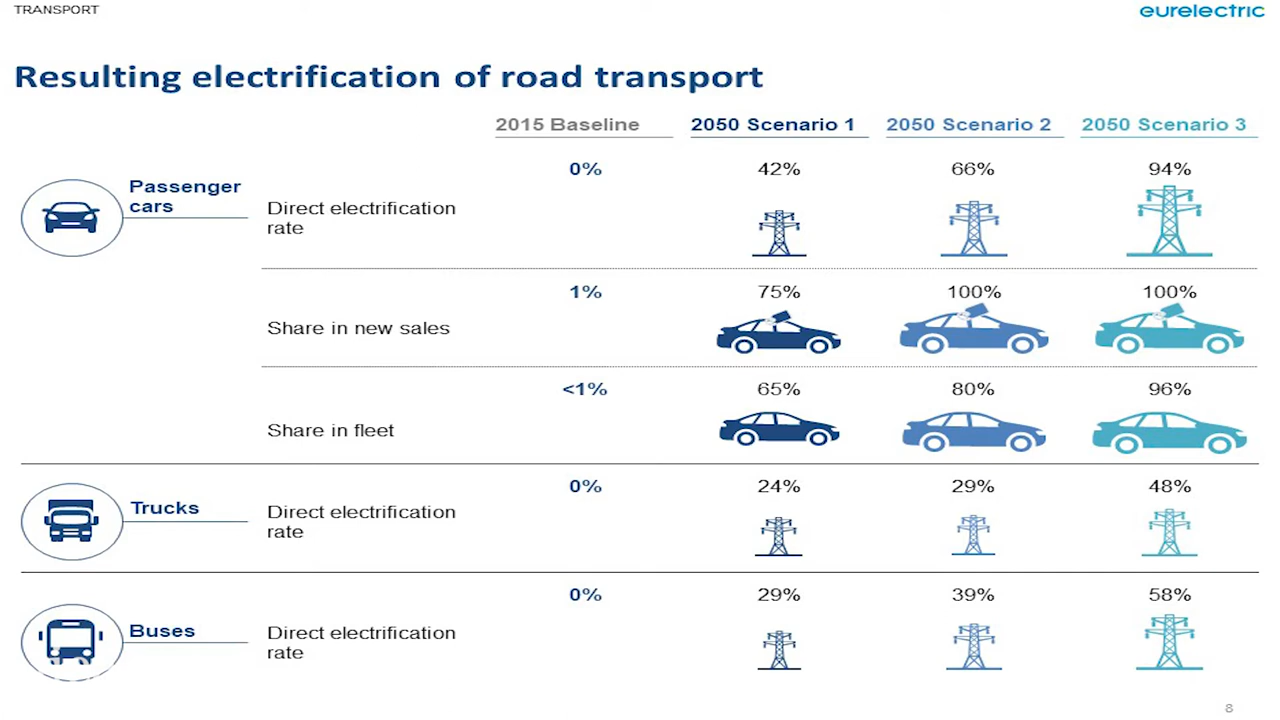 TRANSPORT
eurelectric
Resulting electrification of road transport
2015 Baseline 2050 Scenario 1 2050 Scenario 2 2050 Scenario 3
Passenger
cars
Direct electrification
rate
0% 42% 66% 94%
Share in new sales
1% 75% 100% 100%
Share in fleet
<1% 65% 80% 96%
Trucks
Direct electrification
rate
0% 24% 29% 48%
Buses
Direct electrification
rate
0% 29% 39% 58%
8